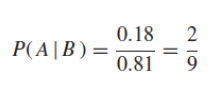 P(A|B) = 0.18/0.81 = 2/9